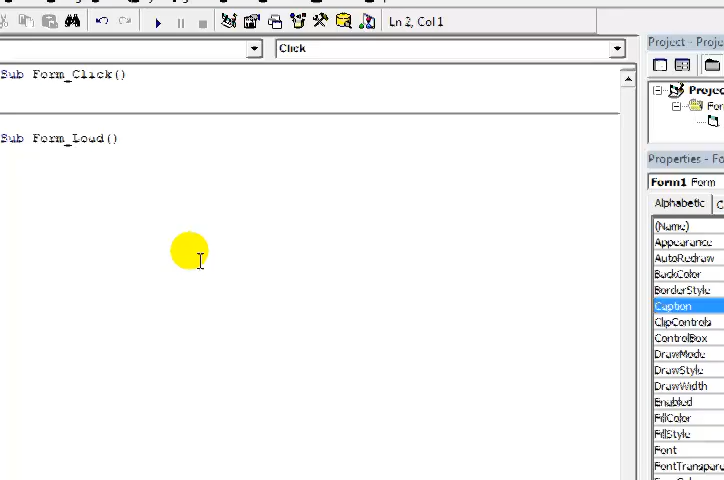 Ln 2, Col 1
Click
Project - Proje
Sub Form_Click()
Projec
For
Sub Form_Load()
Properties - Fo
Form1 Form
Alphabetic C
(Name)
Appearance
AutoRedraw
BackColor
BorderStyle
Caption
ClipControls
ControlBox
DrawMode
DrawStyle
DrawWidth
Enabled
FillColor
FillStyle
Font
FontTranspare